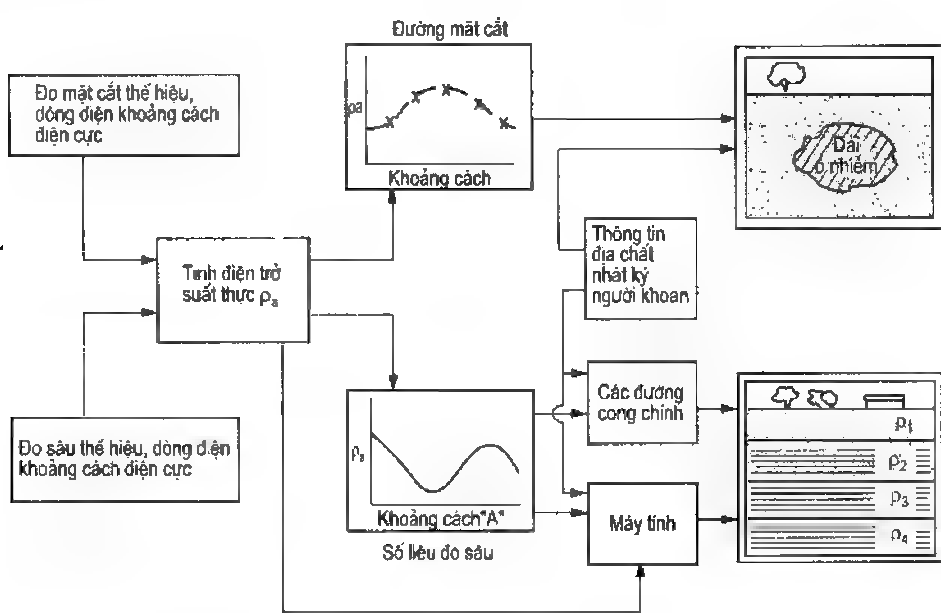 Đường mặt cắt
Đo mặt cắt thế hiệu,
dòng điện khoảng cách
điện cực
ρa
Khoảng cách
Dải
ô nhiễm
Thông tin
địa chất
nhật ký
người khoan
Tính điện trở
suất thực ρa
Các đường
cong chính
ρ1
ρ2
ρ3
ρ4
Đo sâu thế hiệu, dòng điện
khoảng cách điện cực
ρa
Khoảng cách "A"
Máy tính
Số liệu đo sâu